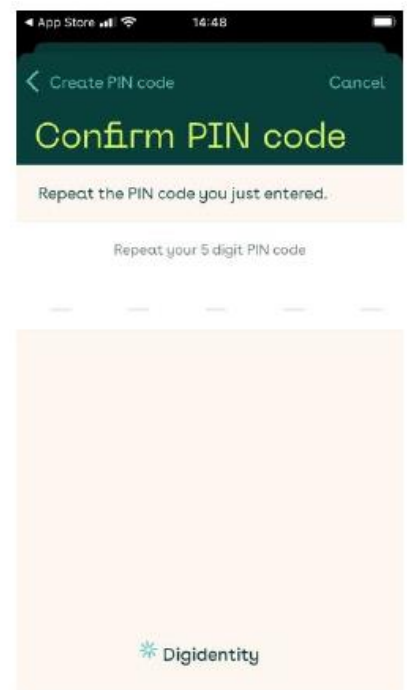 App Store 14:48
Create PIN code Cancel
Confirm PIN code
Repeat the PIN code you just entered.
Repeat your 5 digit PIN code
Digidentity